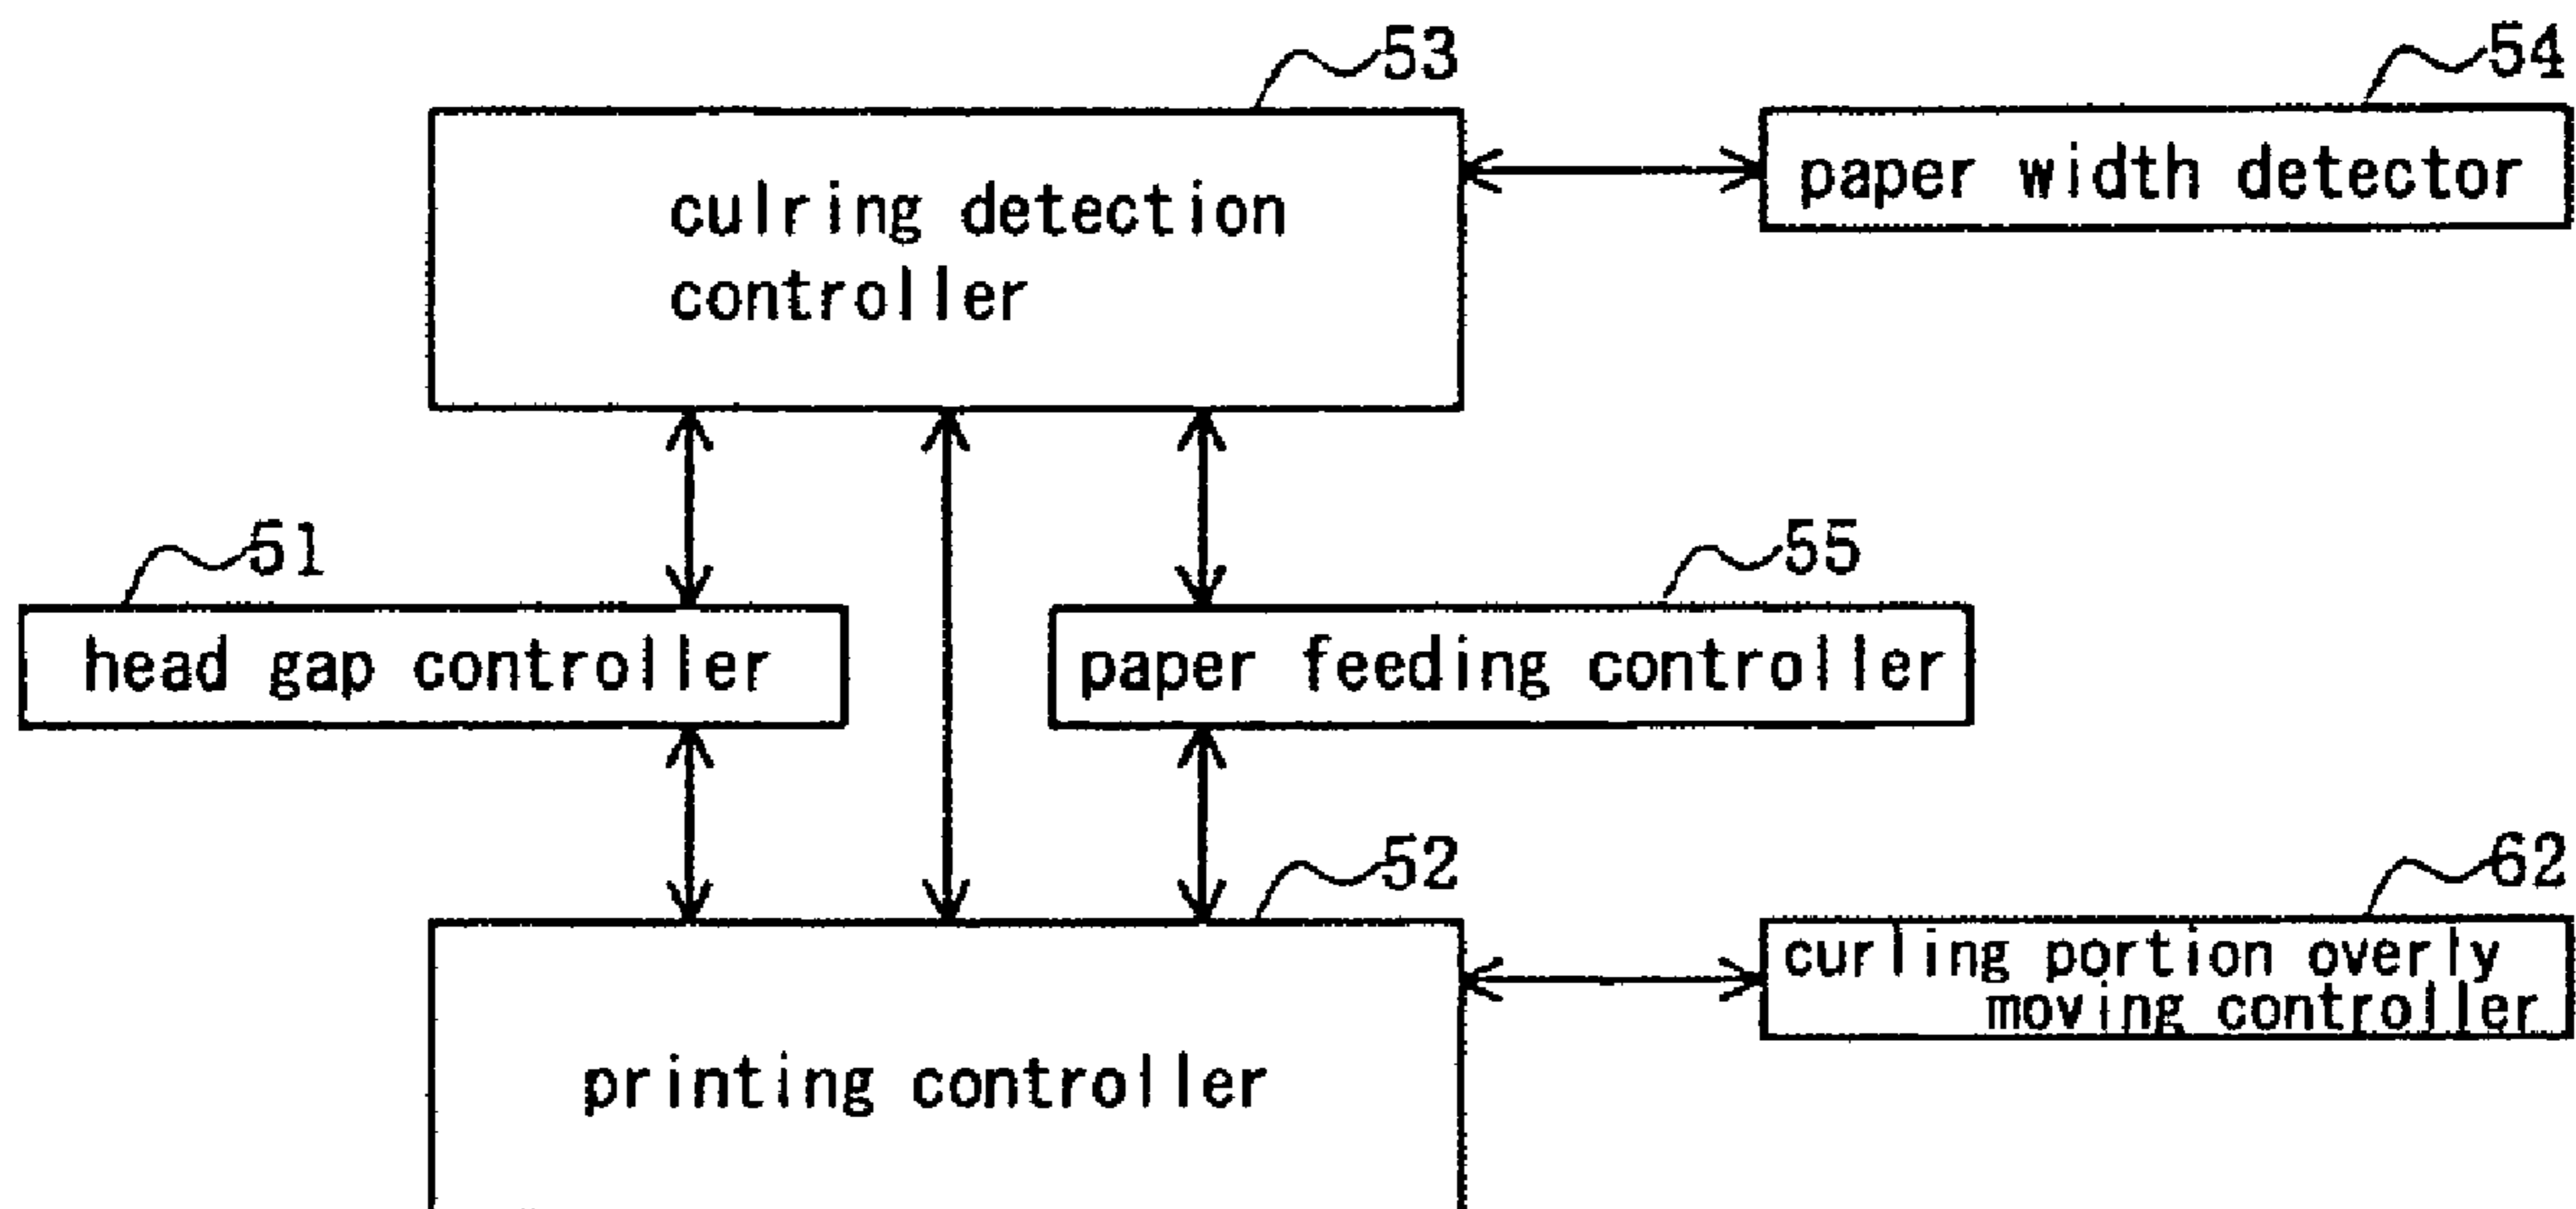 53
54
culring detection
controller
paper width detector
51
55
head gap controller
paper feeding controller
52
62
printing controller
curling portion overly
moving controller